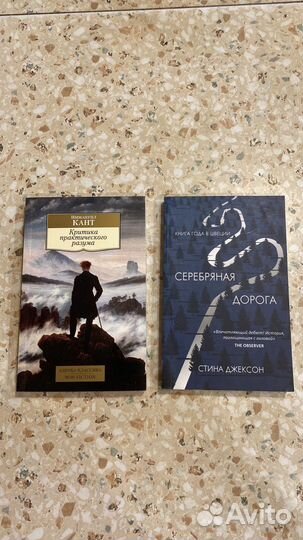 Иммануил
КАНТ
Критика
практического
разума
АЗБУКА-КЛАССИКА
NON-FICTION
КНИГА ГОДА В ШВЕЦИИ
СЕРЕБРЯНАЯ
ДОРОГА
«Впечатляющий дебют! История,
поглощающая с головой»
THE OBSERVER
СТИНА ДЖЕКСОН
Avito